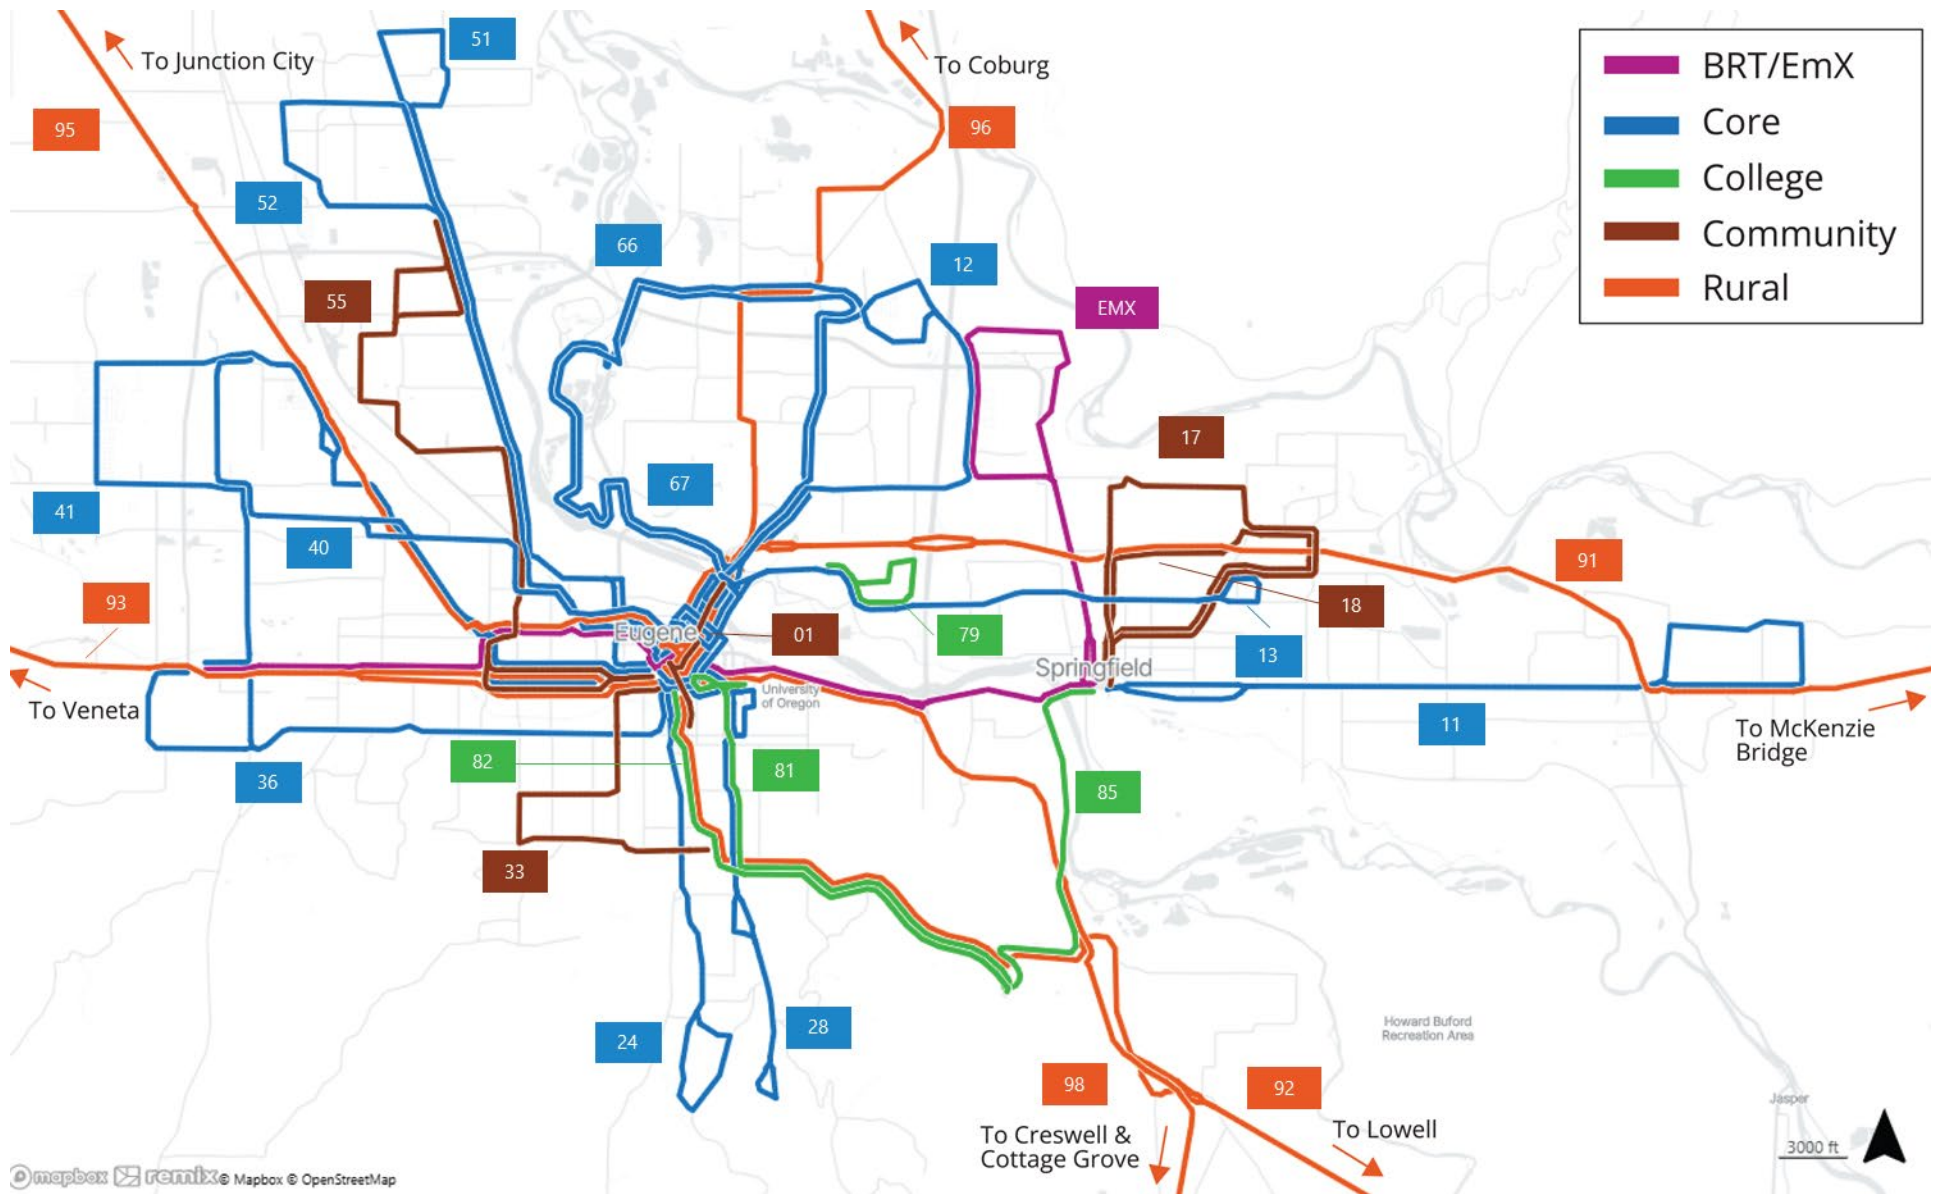 51
To Junction City
To Coburg
BRT/EmX
Core
College
Community
Rural
95
96
52
66
12
55
EMX
17
67
41
40
91
93
18
01
79
13
Eugene
Springfield
University
of Oregon
To Veneta
11
To McKenzie
Bridge
82
81
36
85
33
24
28
Howard Buford
Recreation Area
98
92
Jasper
To Creswell &
Cottage Grove
To Lowell
3000 ft
mapbox remix © Mapbox © OpenStreetMap